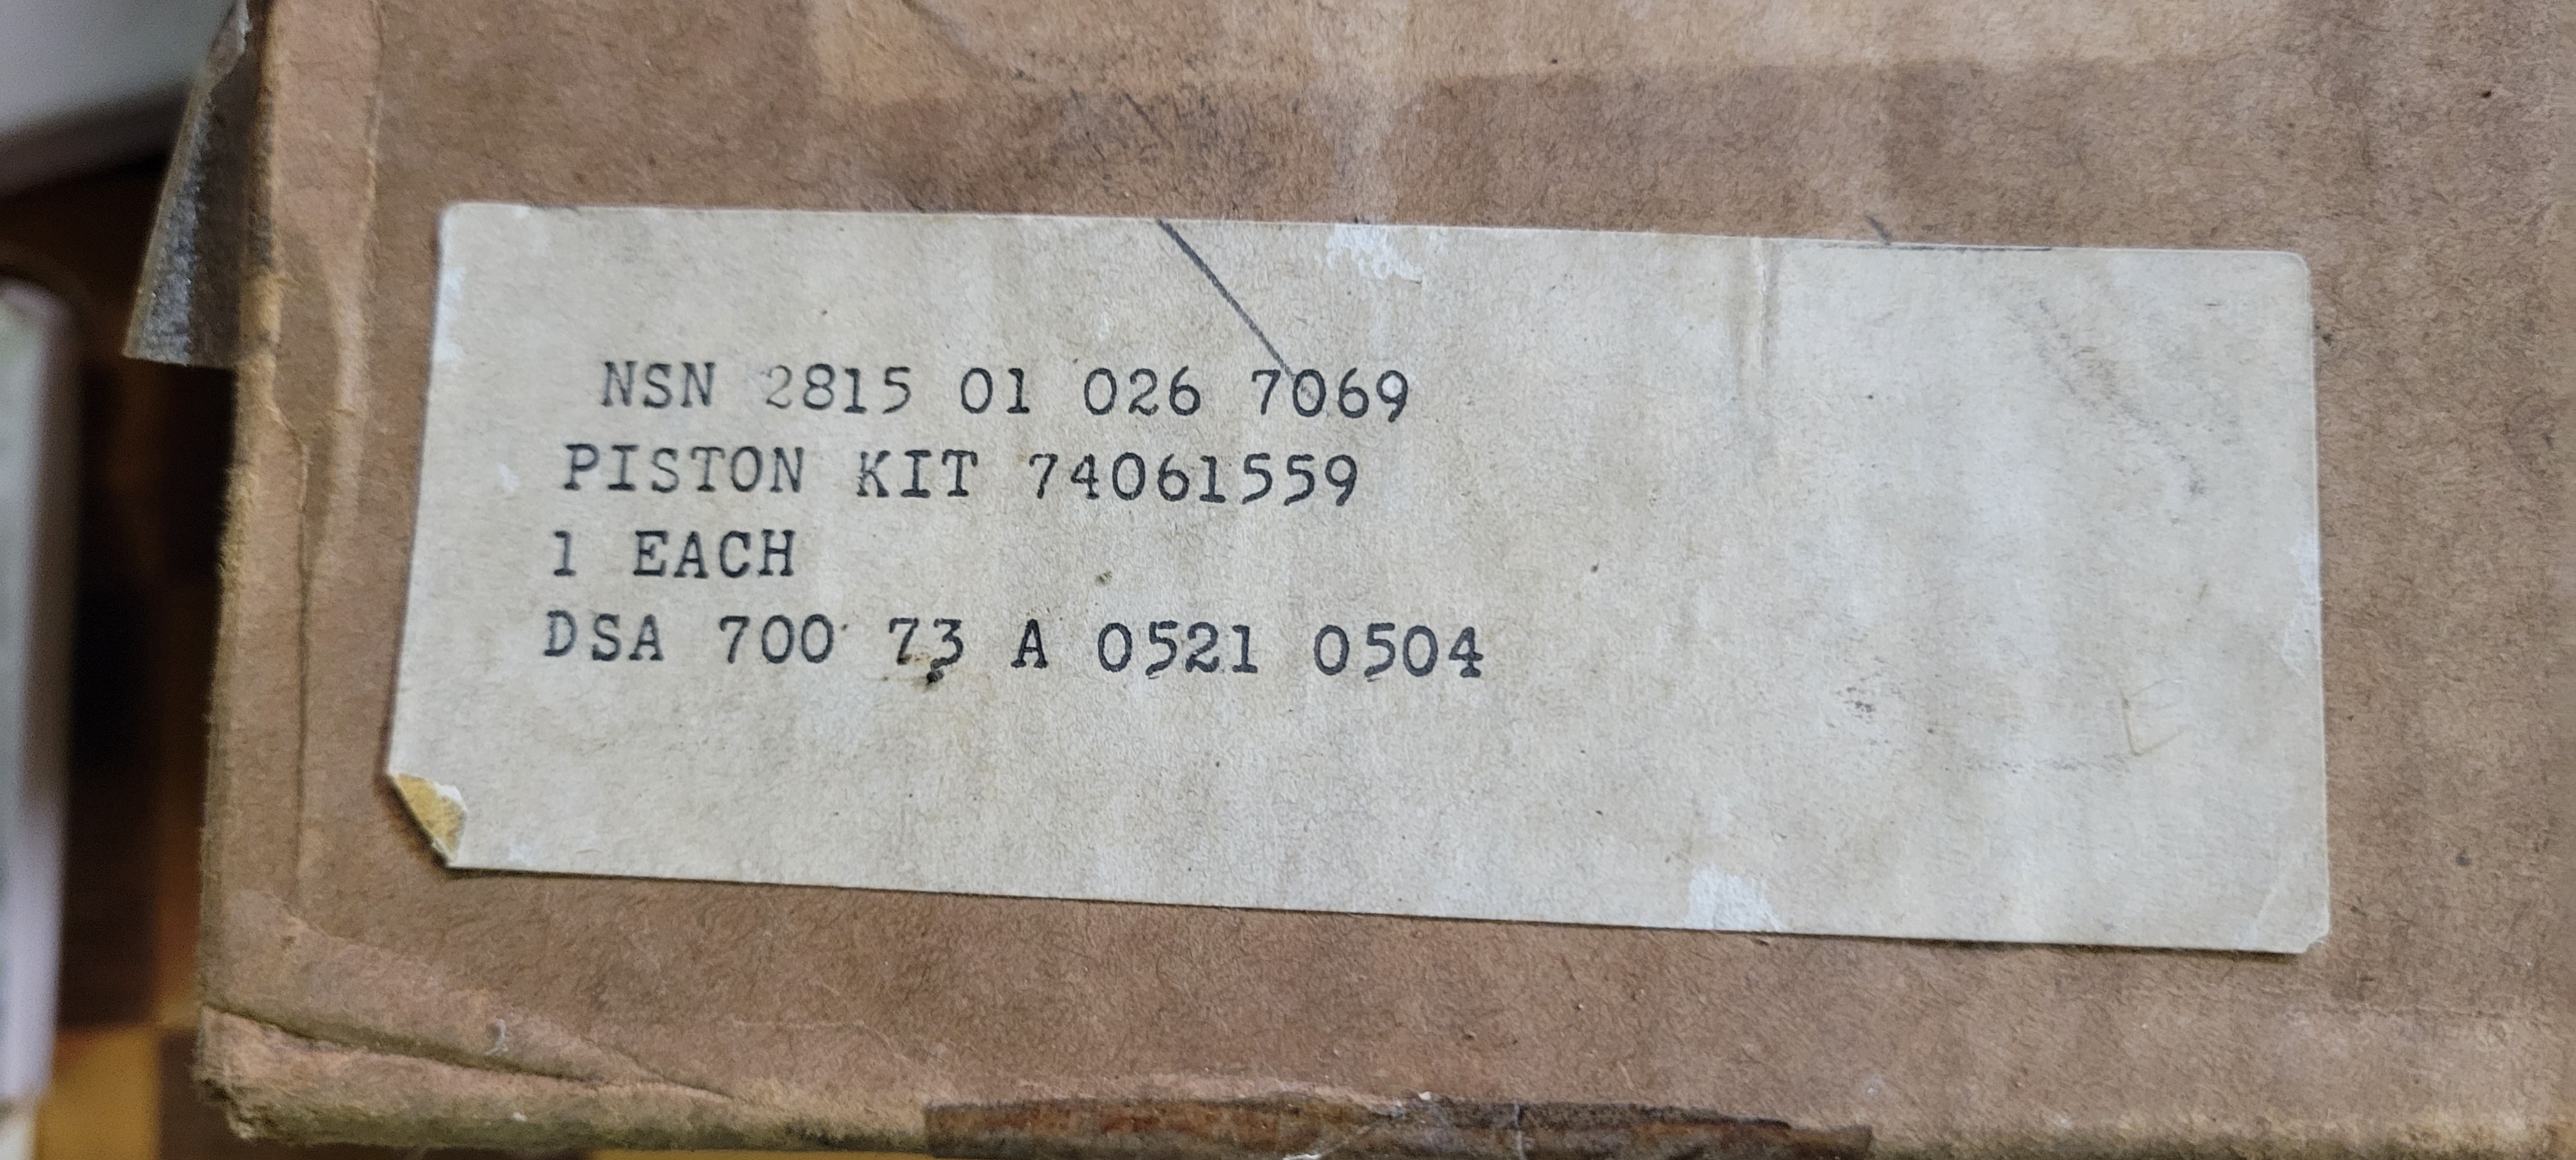 NSN 2815 01 026 7069
PISTON KIT 74061559
1 EACH
DSA 700 73 A 0521 0504